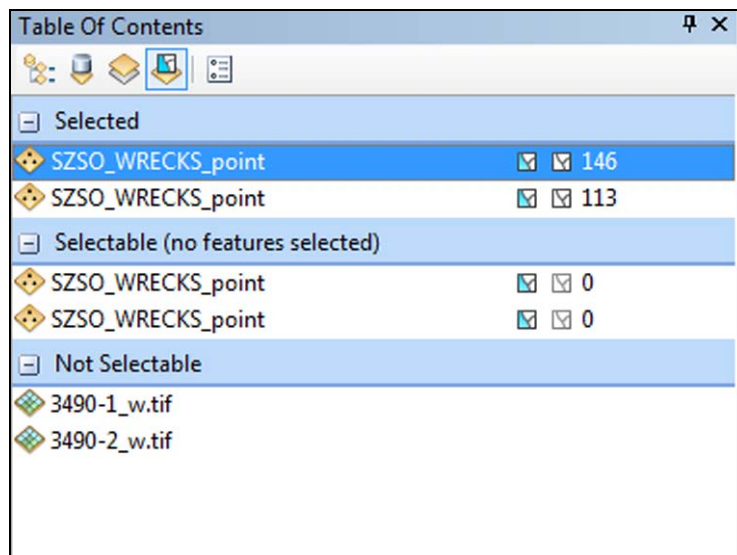 Table Of Contents
Selected
SZSO_WRECKS_point 146
SZSO_WRECKS_point 113
Selectable (no features selected)
SZSO_WRECKS_point 0
SZSO_WRECKS_point 0
Not Selectable
3490-1_w.tif
3490-2_w.tif